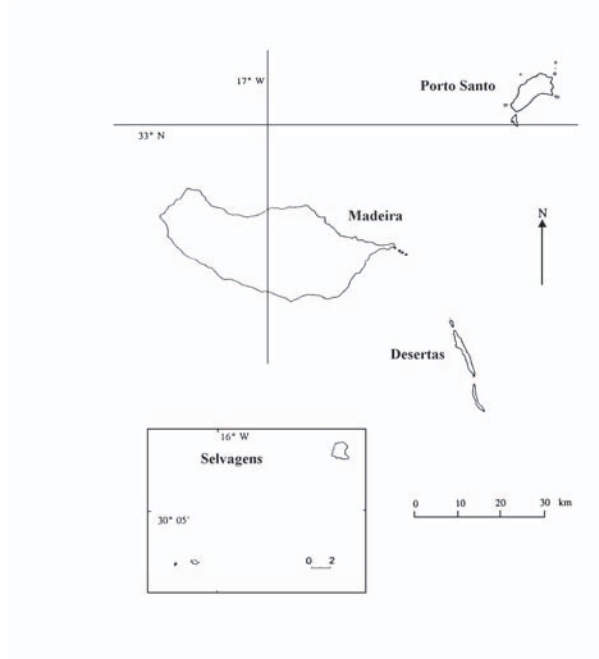 17° W
Porto Santo
33° N
Madeira
N
Desertas
16° W
Selvagens
30° 05'
0 2
0 10 20 30 km